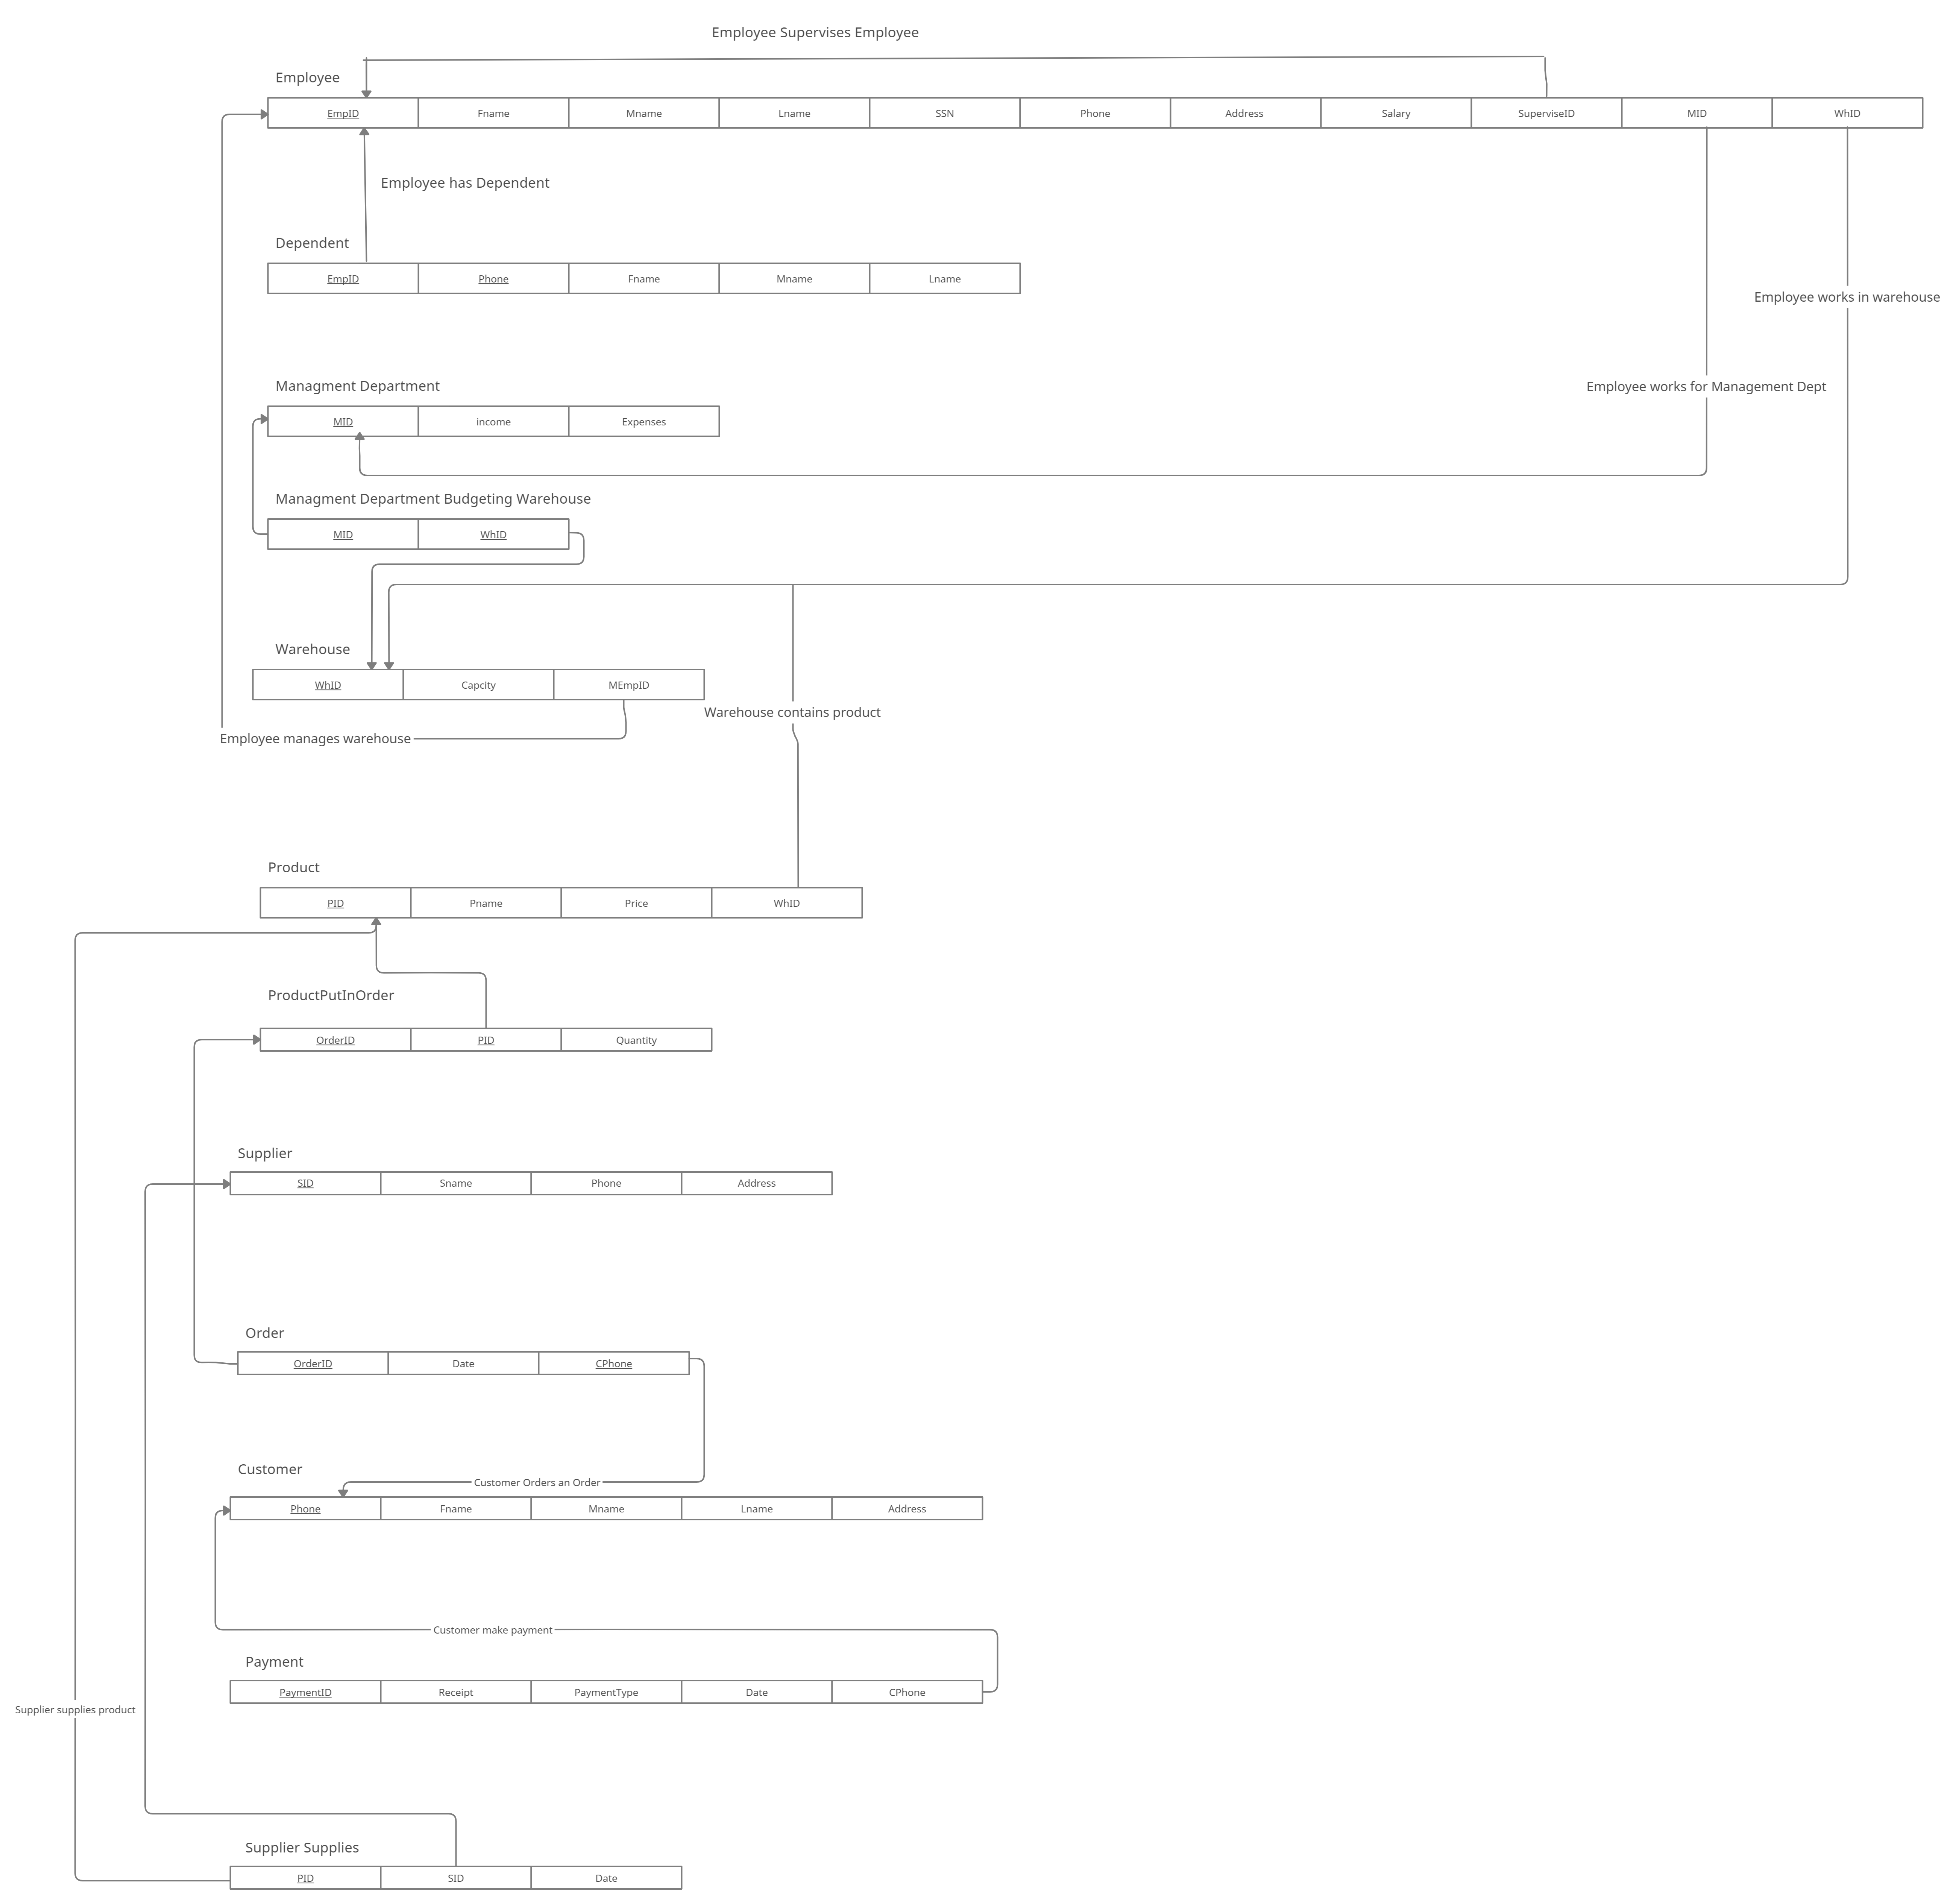 Employee Supervises Employee
Employee
EmpID Fname Mname Lname SSN Phone Address Salary SuperviseID MID WhID
Employee has Dependent
Dependent
EmpID Phone Fname Mname Lname
Employee works in warehouse
Managment Department
Employee works for Management Dept
MID income Expenses
Managment Department Budgeting Warehouse
MID WhID
Warehouse
WhID Capcity MEmpID
Warehouse contains product
Employee manages warehouse
Product
PID Pname Price WhID
ProductPutInOrder
OrderID PID Quantity
Supplier
SID Sname Phone Address
Order
OrderID Date CPhone
Customer
Customer Orders an Order
Phone Fname Mname Lname Address
Customer make payment
Payment
PaymentID Receipt PaymentType Date CPhone
Supplier supplies product
Supplier Supplies
PID SID Date